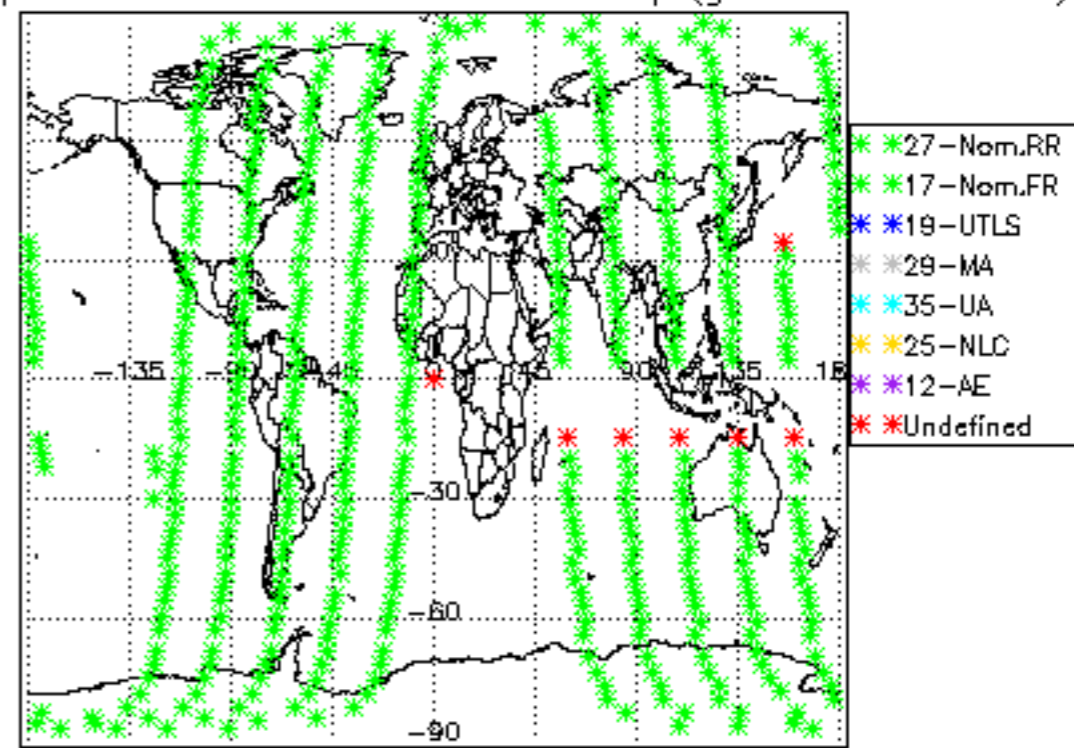 27-Nom.RR
17-Nom.FR
19-UTLS
29-MA
35-UA
25-NLC
-135
45
90
12-AE
Undefined
-30
-60
-90